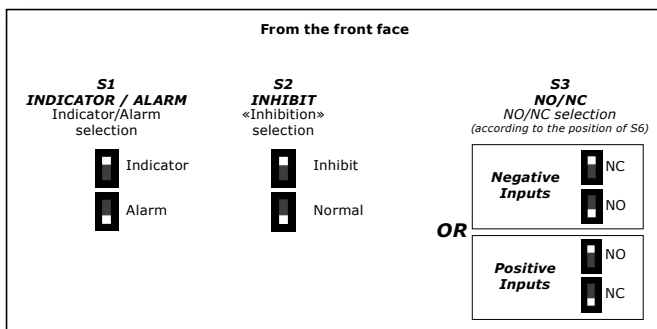 From the front face
S1
INDICATOR / ALARM
Indicator/Alarm
selection
Indicator
Alarm
S2
INHIBIT
«Inhibition»
selection
Inhibit
Normal
S3
NO/NC
NO/NC selection
(according to the position of S6)
Negative
Inputs
NC
NO
OR
Positive
Inputs
NO
NC